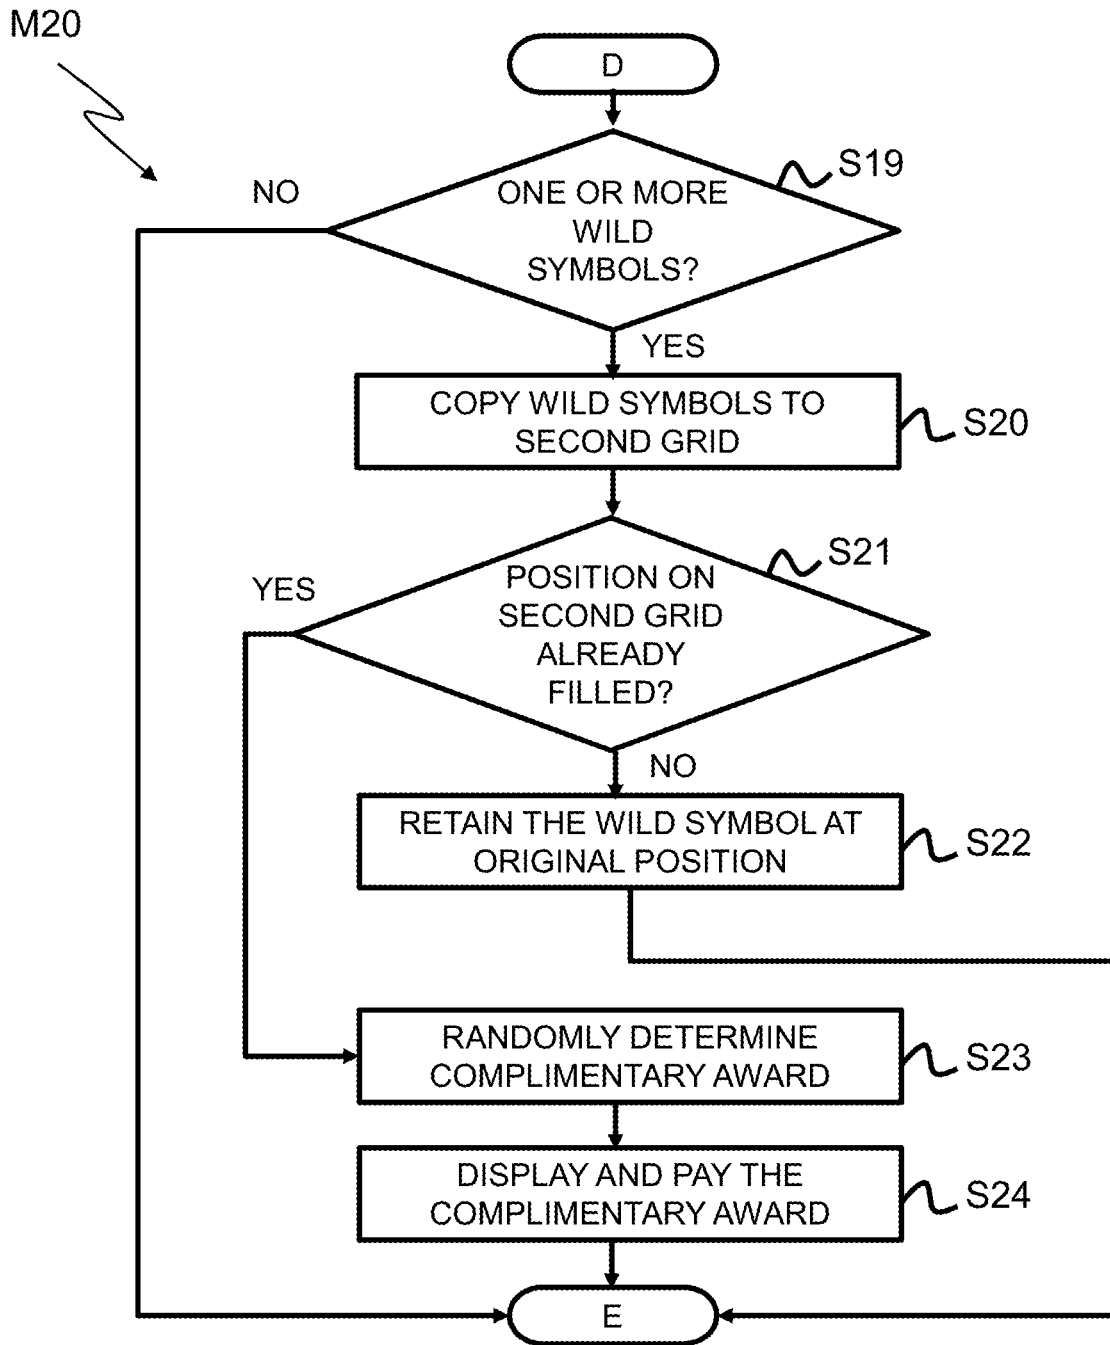 M20
D
S19
NO
ONE OR MORE
WILD
SYMBOLS?
YES
COPY WILD SYMBOLS TO
SECOND GRID
S20
S21
YES
POSITION ON
SECOND GRID
ALREADY
FILLED?
NO
RETAIN THE WILD SYMBOL AT
ORIGINAL POSITION
S22
RANDOMLY DETERMINE
COMPLIMENTARY AWARD
S23
DISPLAY AND PAY THE
COMPLIMENTARY AWARD
S24
E